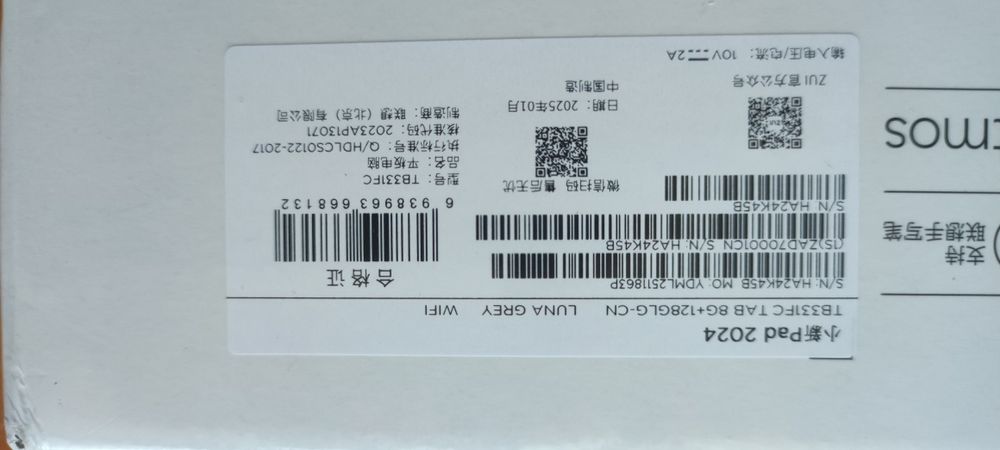 小新Pad 2024
TB331FC TAB 8G+128GLG-CN LUNA GREY WIFI
S/N: HA24K45B MO: YDML2511863P
(1S)ZAD70001CN S/N: HA24K45B
S/N: HA24K45B
ZUI 官方公众号
输入电压/电流: 10V 2A
微信扫码 售后无忧
日期: 2025年01月
中国制造
合格证
6 938963 668132
型号: TB331FC
品名: 平板电脑
执行标准号: Q/HDLCS0122-2017
核准代码: 2023AP13071
制造商: 联想 (北京) 有限公司
支持
联想手写笔
tmos